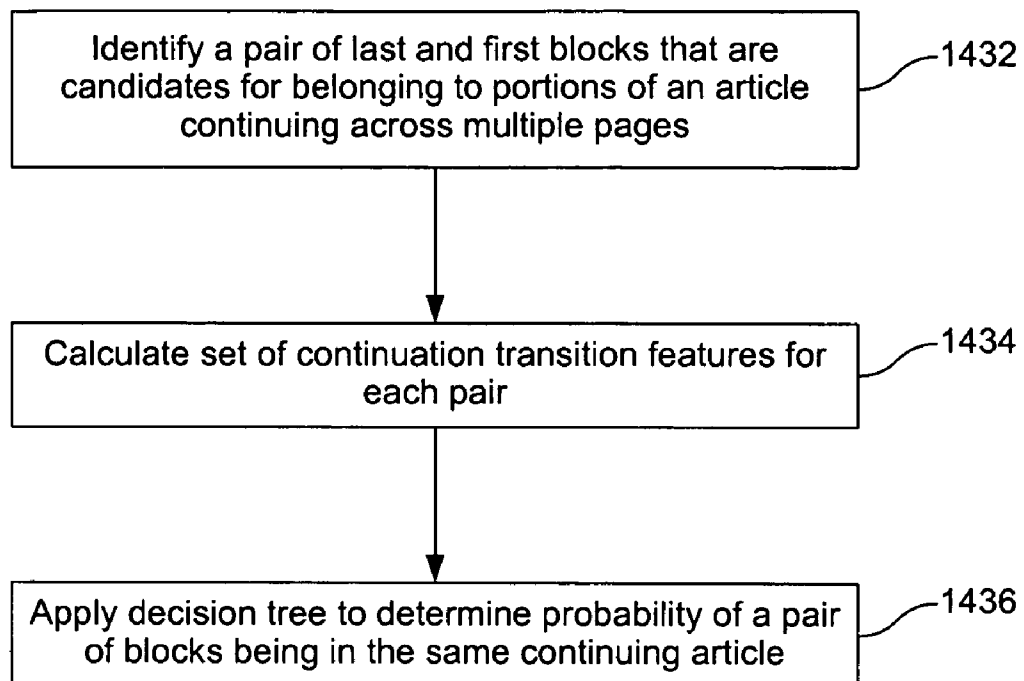 Identify a pair of last and first blocks that are
candidates for belonging to portions of an article
continuing across multiple pages
1432
Calculate set of continuation transition features for
each pair
1434
Apply decision tree to determine probability of a pair
of blocks being in the same continuing article
1436